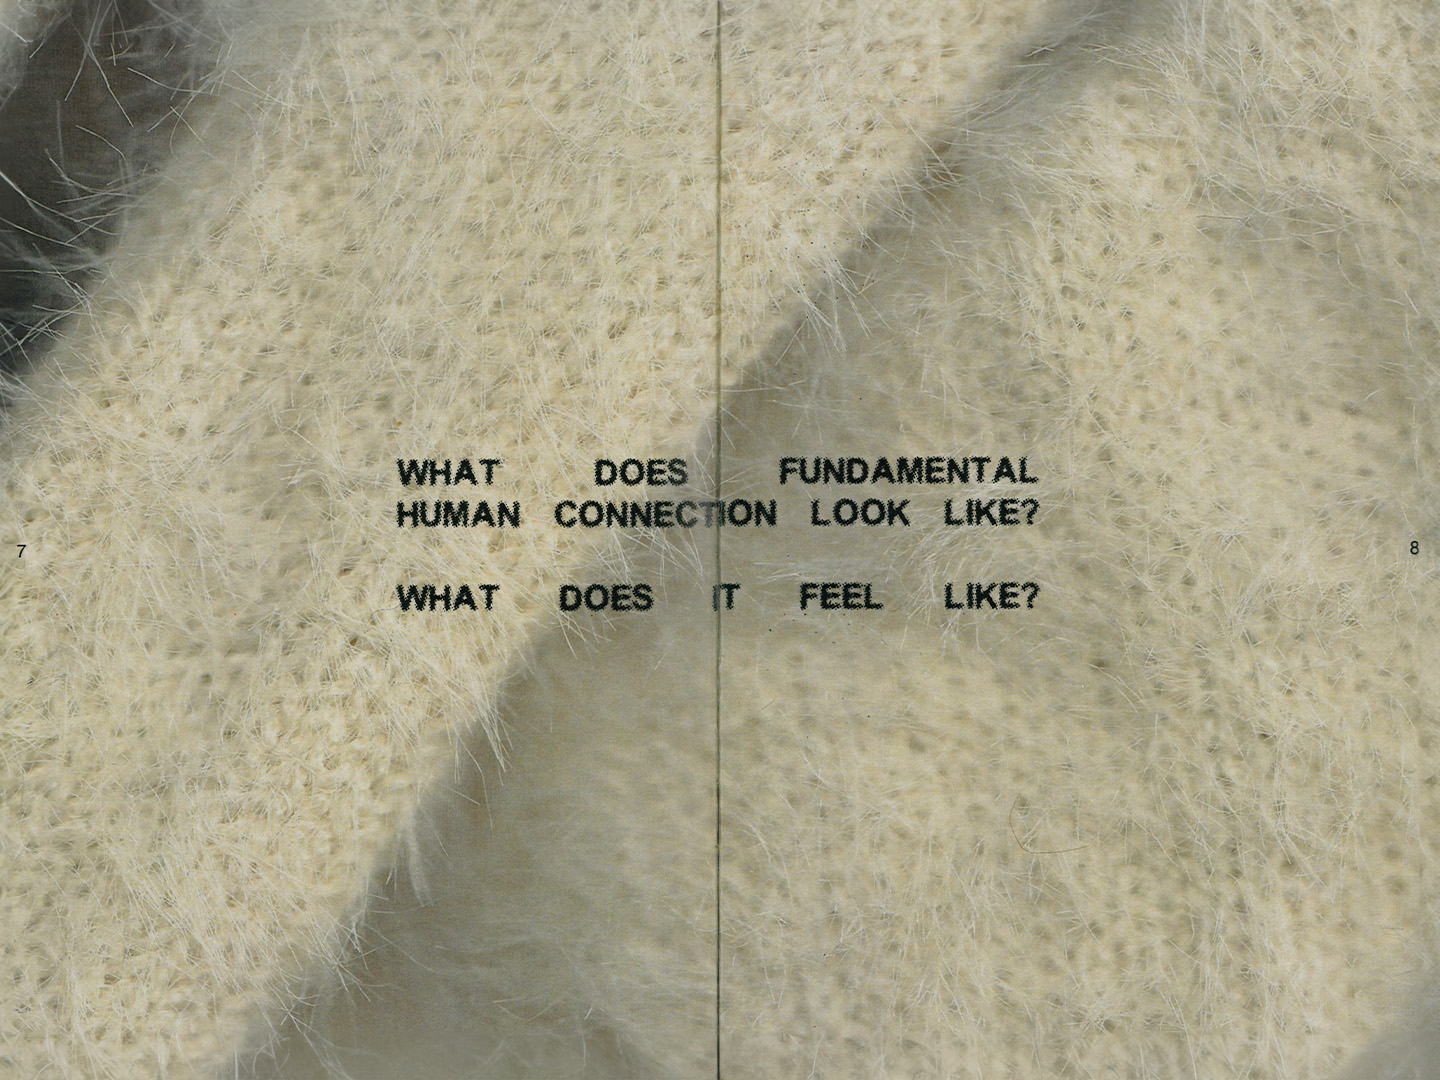 WHAT DOES FUNDAMENTAL
HUMAN CONNECTION LOOK LIKE?
WHAT DOES IT FEEL LIKE?
7
8